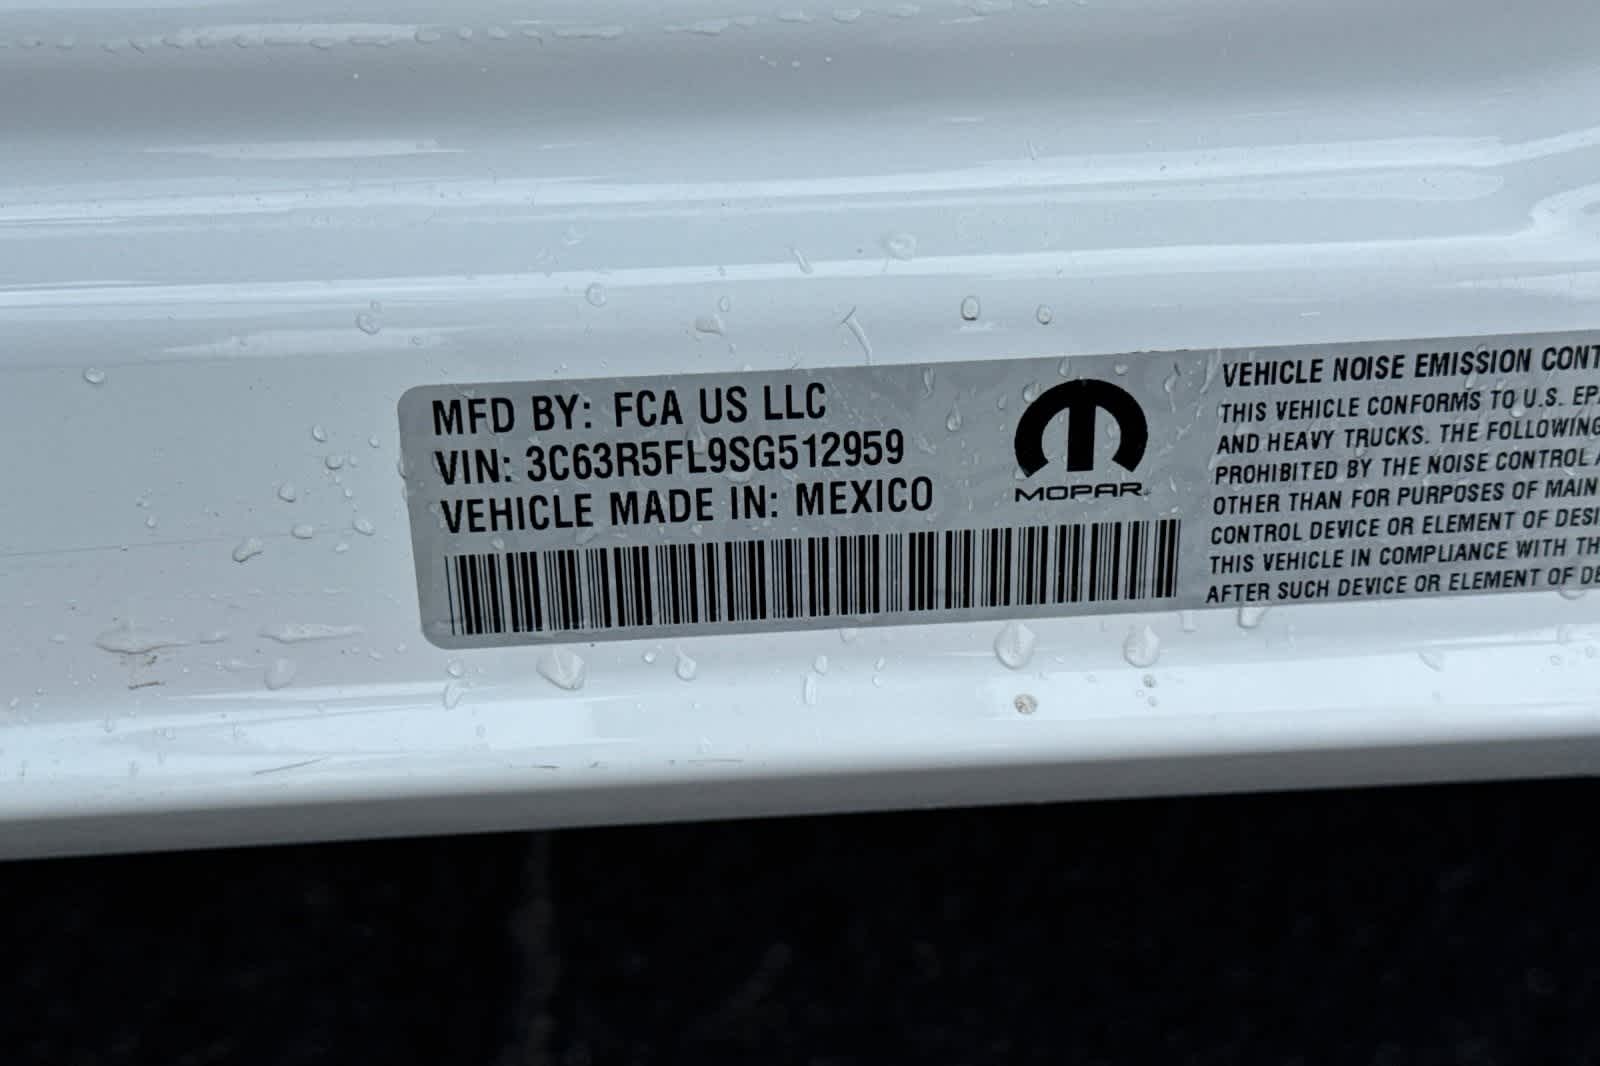 MFD BY: FCA US LLC
VIN: 3C63R5FL9SG512959
VEHICLE MADE IN: MEXICO
MOPAR
VEHICLE NOISE EMISSION CONT
THIS VEHICLE CONFORMS TO U.S. EP
AND HEAVY TRUCKS. THE FOLLOWING
PROHIBITED BY THE NOISE CONTROL
OTHER THAN FOR PURPOSES OF MAIN
CONTROL DEVICE OR ELEMENT OF DESI
THIS VEHICLE IN COMPLIANCE WITH TH
AFTER SUCH DEVICE OR ELEMENT OF DE